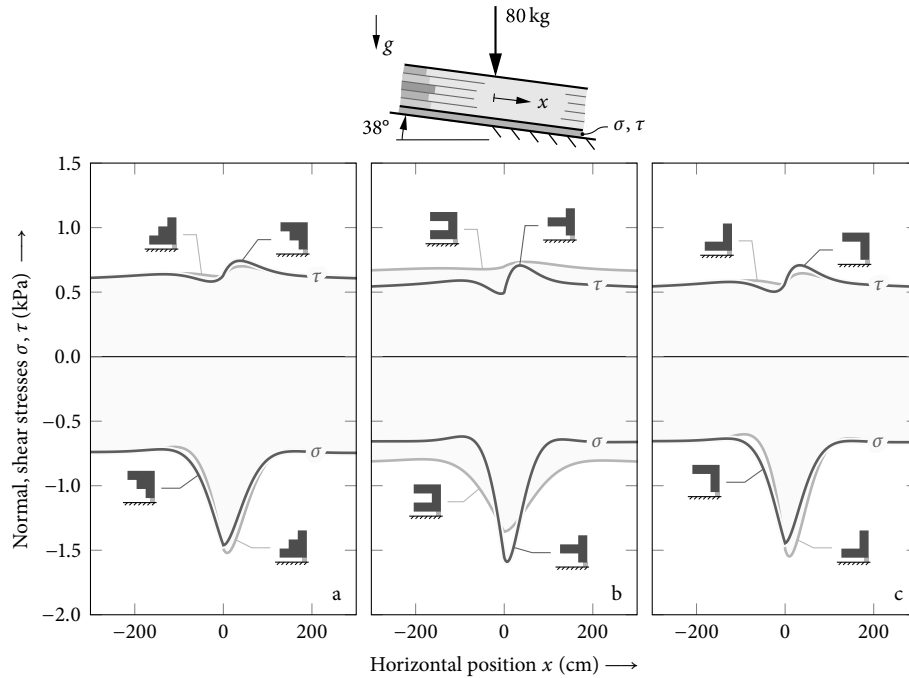 80 kg
g
x
σ, τ
38°
Normal, shear stresses σ, τ (kPa) ⟶
1.5
1.0
0.5
0.0
−0.5
−1.0
−1.5
−2.0
τ
σ
a
−200
0
200
τ
σ
b
−200
0
200
τ
σ
c
−200
0
200
Horizontal position x (cm) ⟶